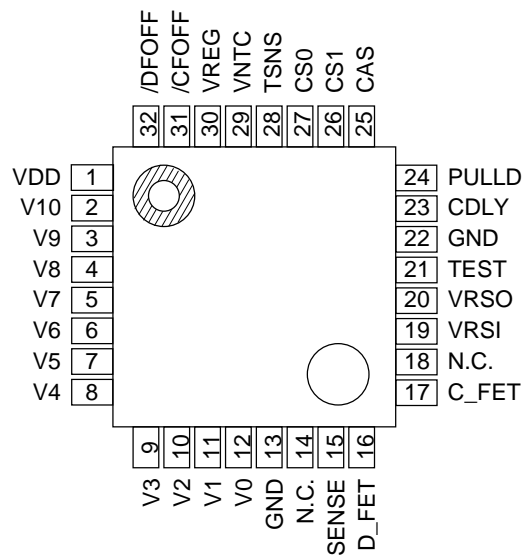 /DFOFF
/CFOFF
VREG
VNTC
TSNS
CS0
CS1
CAS
32
31
30
29
28
27
26
25
VDD 1
V10 2
V9 3
V8 4
V7 5
V6 6
V5 7
V4 8
24 PULLD
23 CDLY
22 GND
21 TEST
20 VRSO
19 VRSI
18 N.C.
17 C_FET
9
10
11
12
13
14
15
16
V3
V2
V1
V0
GND
N.C.
SENSE
D_FET